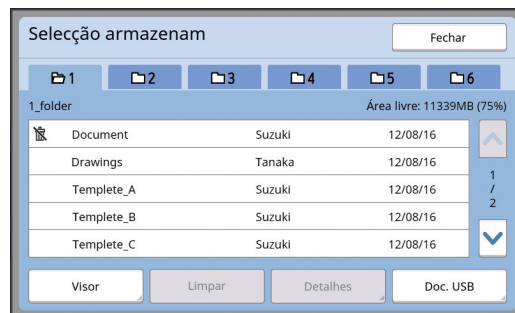 Selecção armazenam
Fechar
1 2 3 4 5 6
1_folder Área livre: 11339MB (75%)
Document Suzuki 12/08/16
Drawings Tanaka 12/08/16
Templete_A Suzuki 12/08/16
Templete_B Suzuki 12/08/16
Templete_C Suzuki 12/08/16
1
/
2
Visor Limpar Detalhes Doc. USB